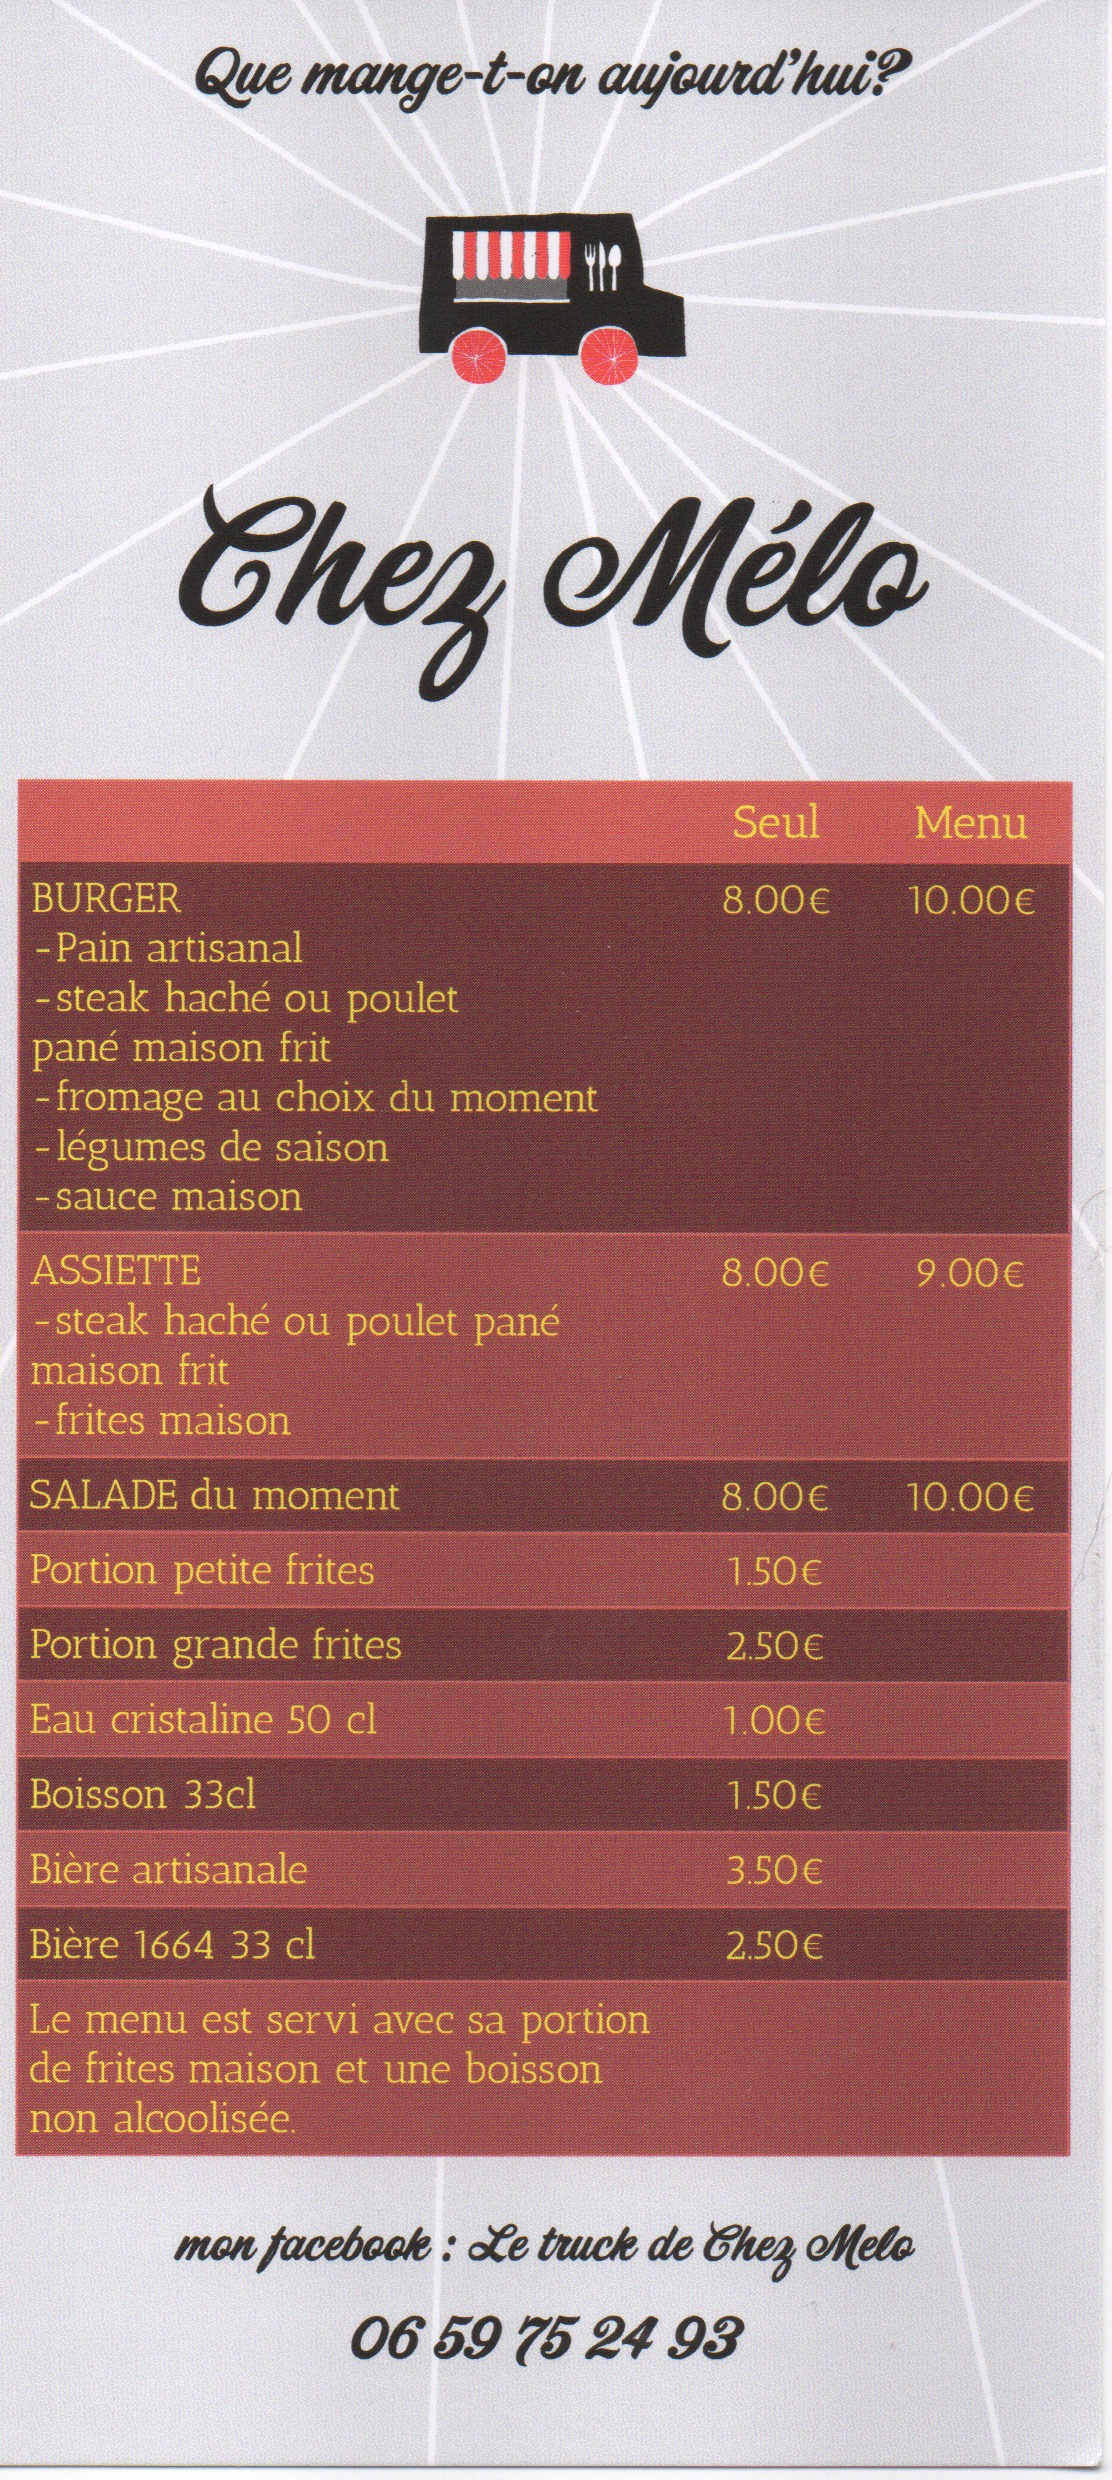 Que mange-t-on aujourd'hui?
Chez Mélo
Seul Menu
BURGER 8.00€ 10.00€
-Pain artisanal
-steak haché ou poulet
pané maison frit
-fromage au choix du moment
-légumes de saison
-sauce maison
ASSIETTE 8.00€ 9.00€
-steak haché ou poulet pané
maison frit
-frites maison
SALADE du moment 8.00€ 10.00€
Portion petite frites 1.50€
Portion grande frites 2.50€
Eau cristaline 50 cl 1.00€
Boisson 33cl 1.50€
Bière artisanale 3.50€
Bière 1664 33 cl 2.50€
Le menu est servi avec sa portion
de frites maison et une boisson
non alcoolisée.
mon facebook : Le truck de Chez Melo
06 59 75 24 93